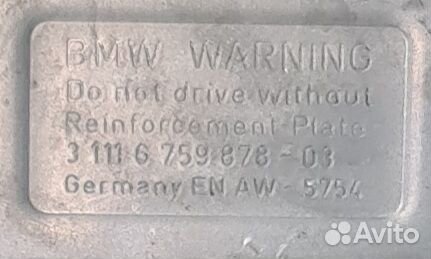 BMW WARNING
Do not drive without
Reinforcement Plate
3 111 6 759 878 - 03
Germany EN AW - 5754
Avito